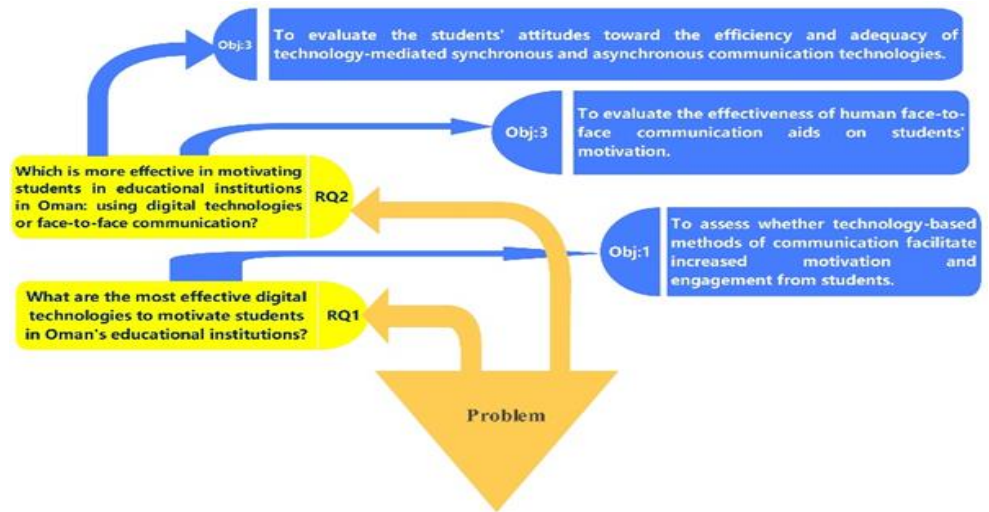 Obj:3
To evaluate the students' attitudes toward the efficiency and adequacy of
technology-mediated synchronous and asynchronous communication technologies.
Obj:3
To evaluate the effectiveness of human face-to-
face communication aids on students'
motivation.
Which is more effective in motivating
students in educational institutions
in Oman: using digital technologies
or face-to-face communication?
RQ2
Obj:1
To assess whether technology-based
methods of communication facilitate
increased motivation and
engagement from students.
What are the most effective digital
technologies to motivate students
in Oman's educational institutions?
RQ1
Problem